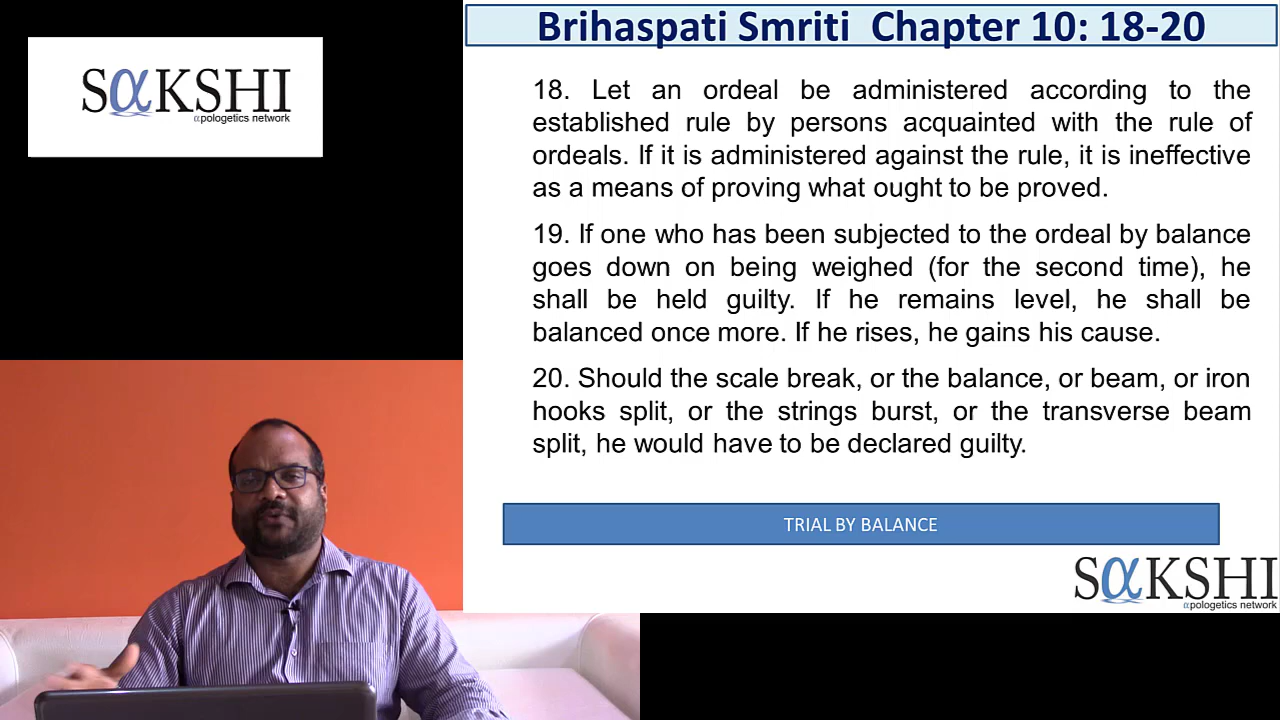 SαKSHI
αpologetics network
Brihaspati Smriti Chapter 10: 18-20
18. Let an ordeal be administered according to the
established rule by persons acquainted with the rule of
ordeals. If it is administered against the rule, it is ineffective
as a means of proving what ought to be proved.
19. If one who has been subjected to the ordeal by balance
goes down on being weighed (for the second time), he
shall be held guilty. If he remains level, he shall be
balanced once more. If he rises, he gains his cause.
20. Should the scale break, or the balance, or beam, or iron
hooks split, or the strings burst, or the transverse beam
split, he would have to be declared guilty.
TRIAL BY BALANCE
SαKSHI
αpologetics network